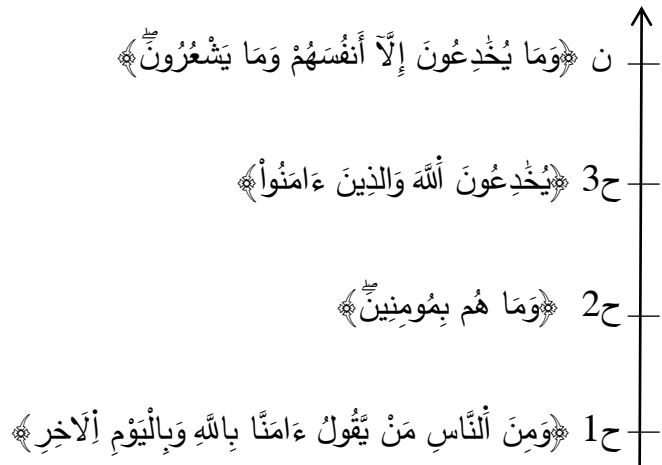 ن ﴿وَمَا يُخَٰدِعُونَ إِلَّآ أَنفُسَهُمْ وَمَا يَشْعُرُونَۖ﴾
ح3 ﴿يُخَٰدِعُونَ اَ۬للَّهَ وَالذِينَ ءَامَنُواْ﴾
ح2 ﴿وَمَا هُم بِمُومِنِينَۖ﴾
ح1 ﴿وَمِنَ اَ۬لنَّاسِ مَنْ يَّقُولُ ءَامَنَّا بِاللَّهِ وَبِالْيَوْمِ اِ۬لَاخِرِ﴾